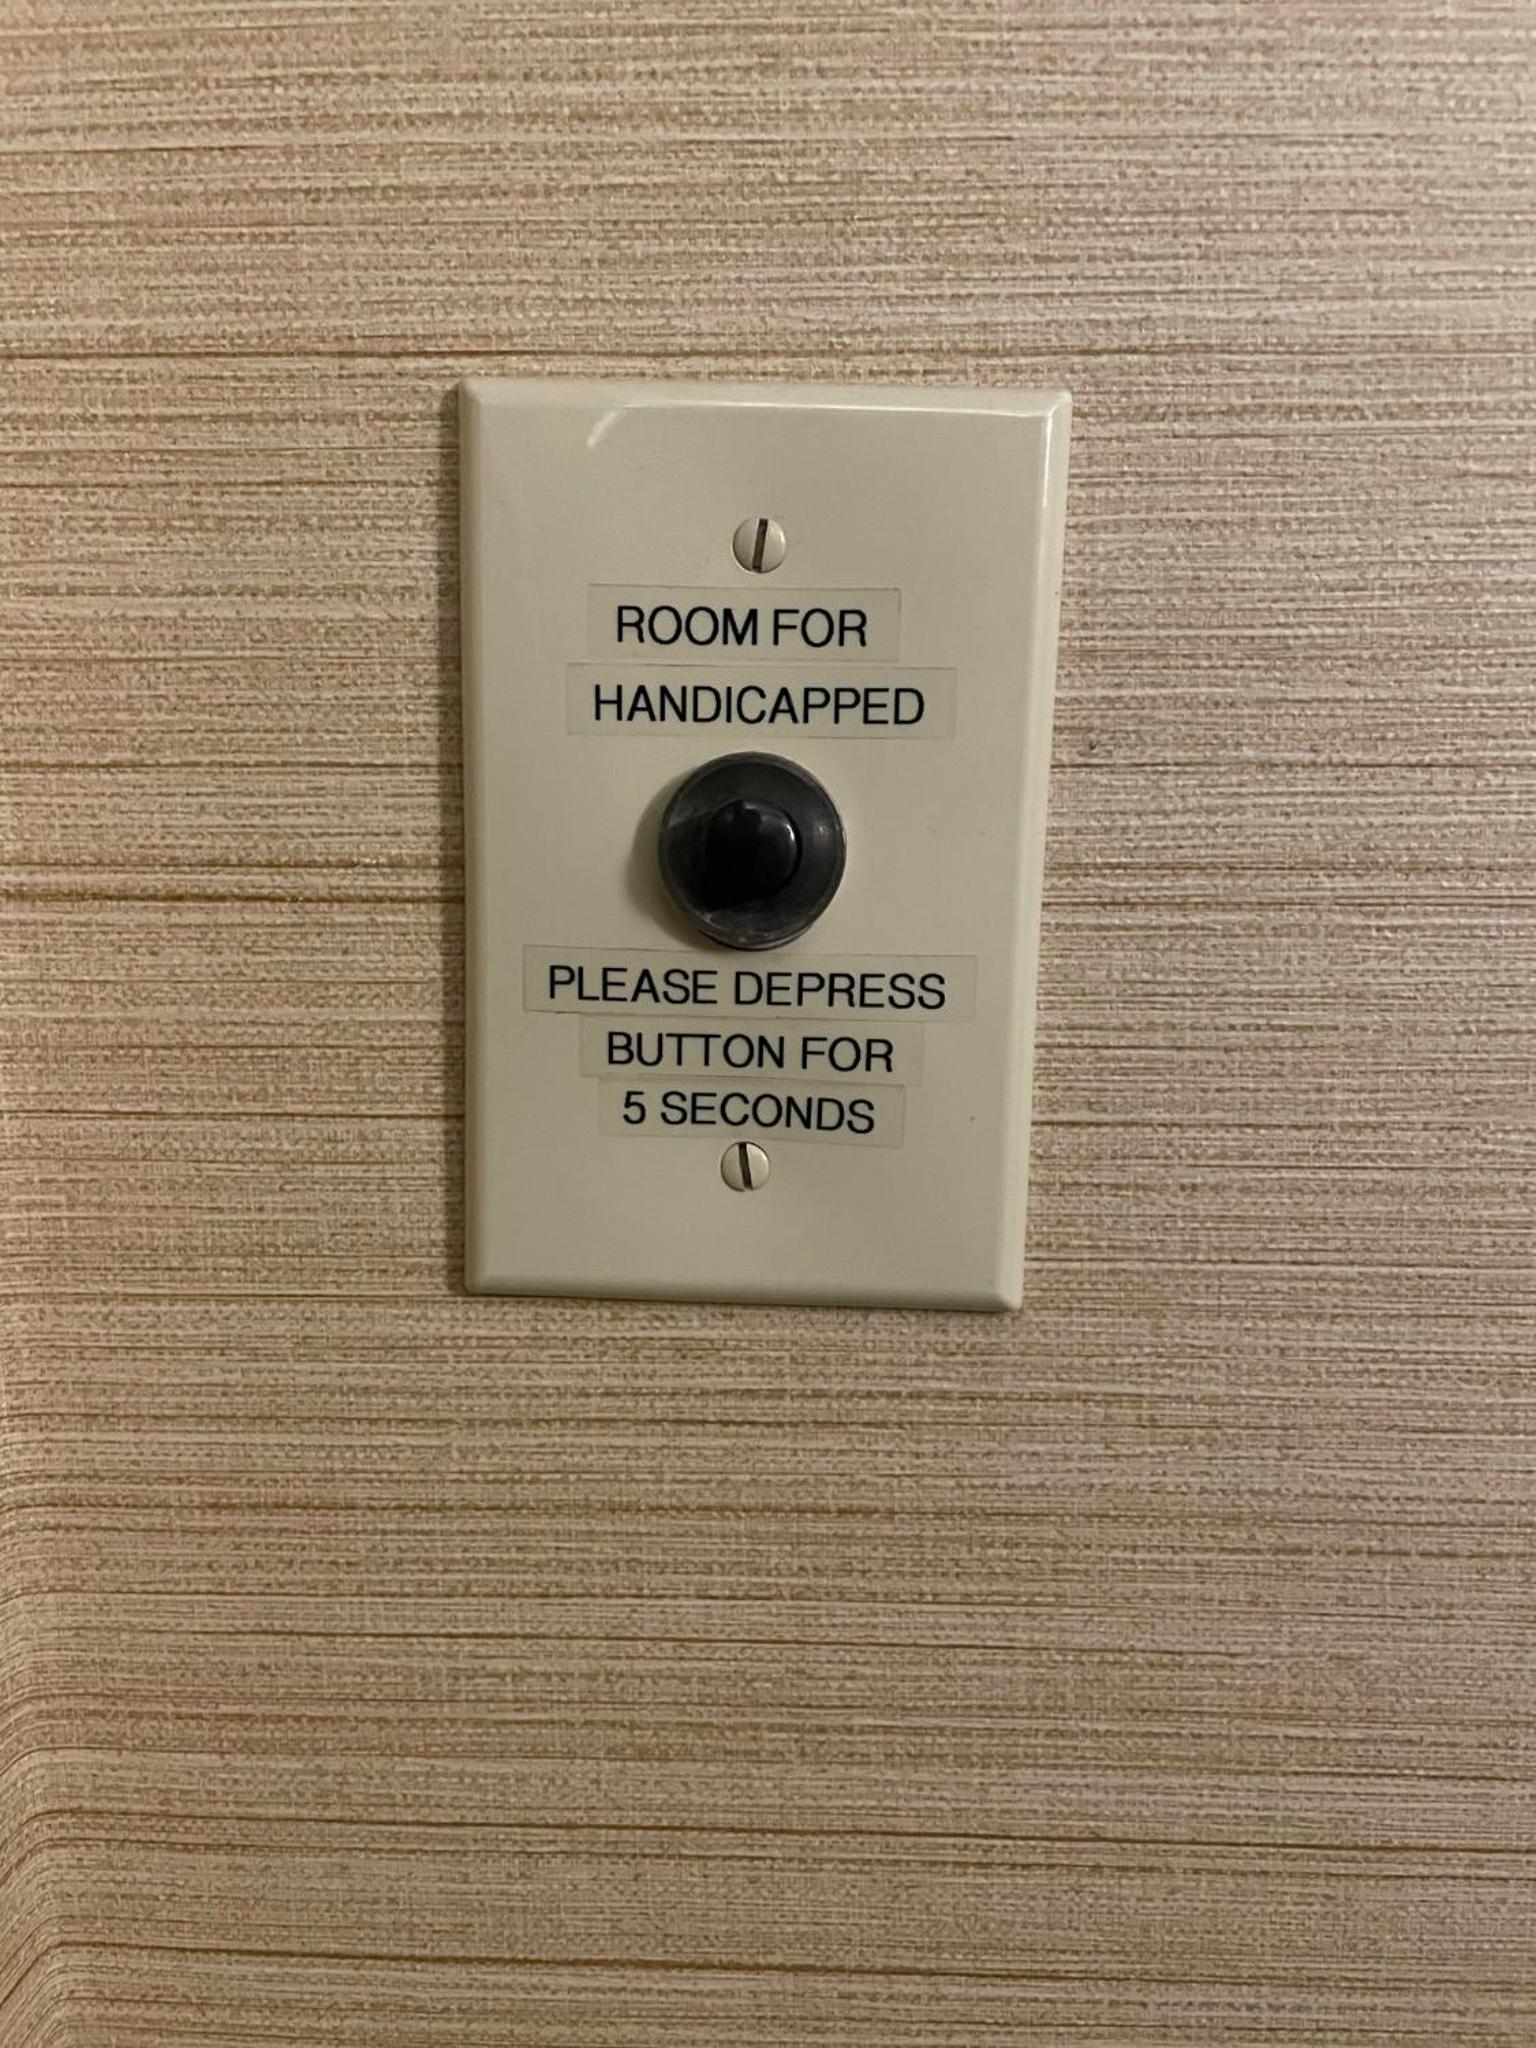 ROOM FOR
HANDICAPPED
PLEASE DEPRESS
BUTTON FOR
5 SECONDS